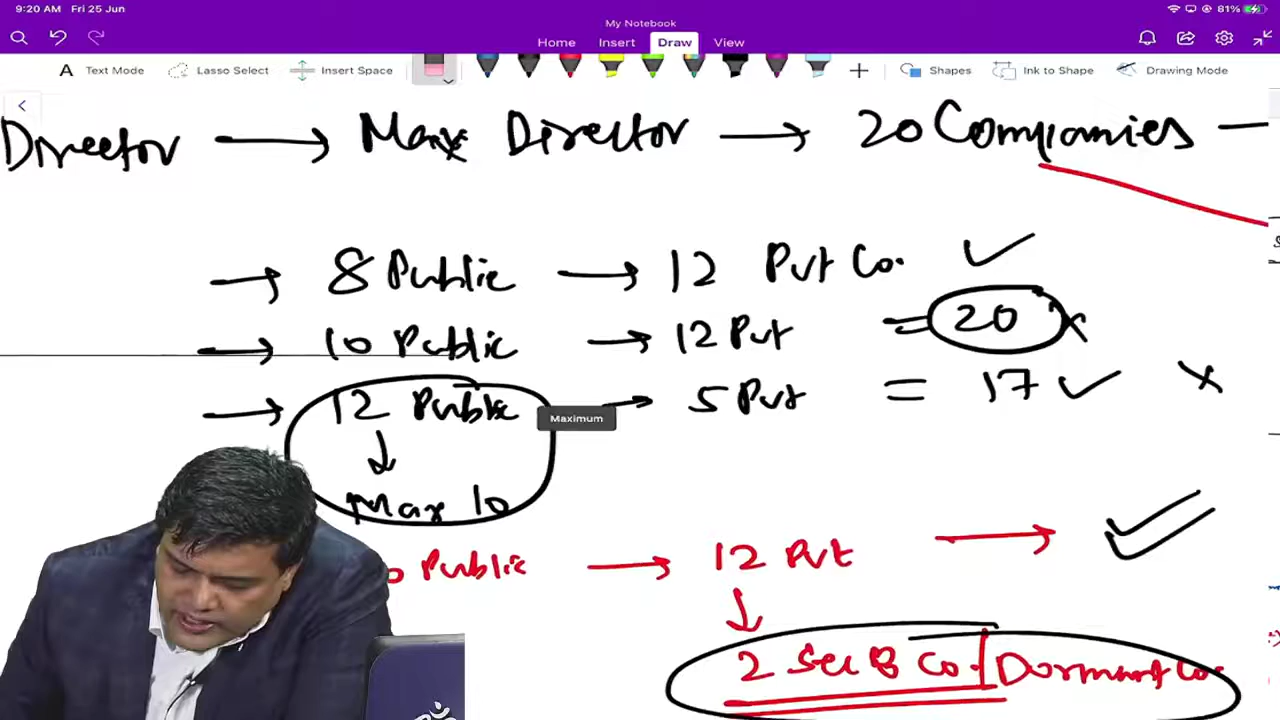 9:20 AM Fri 25 Jun 81%
My Notebook
Home Insert Draw View
Text Mode Lasso Select Insert Space Shapes Ink to Shape Drawing Mode
Director → Max Director → 20 Companies —
→ 8 Public → 12 Pvt Co. ✓
→ 10 Public → 12 Pvt = 20 x
→ 12 Public → 5 Pvt = 17 ✓ x
Maximum
↓
Max 10
Public → 12 Pvt → ✓
↓
2 Sec 8 Co. / Dormant Co.